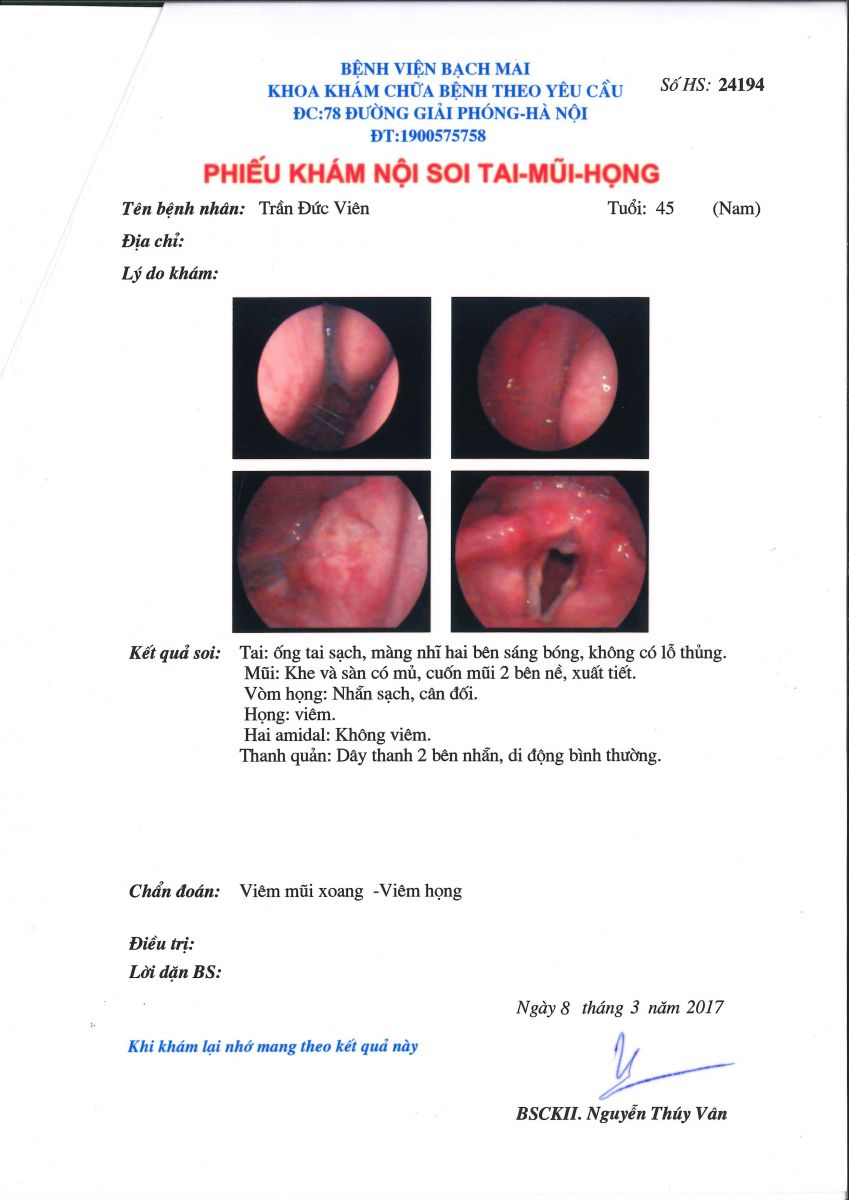 BỆNH VIỆN BẠCH MAI
KHOA KHÁM CHỮA BỆNH THEO YÊU CẦU
ĐC:78 ĐƯỜNG GIẢI PHÓNG-HÀ NỘI
ĐT:1900575758
Số HS: 24194
PHIẾU KHÁM NỘI SOI TAI-MŨI-HỌNG
Tên bệnh nhân: Trần Đức Viên Tuổi: 45 (Nam)
Địa chỉ:
Lý do khám:
Kết quả soi: Tai: ống tai sạch, màng nhĩ hai bên sáng bóng, không có lỗ thủng.
Mũi: Khe và sàn có mủ, cuốn mũi 2 bên nề, xuất tiết.
Vòm họng: Nhẵn sạch, cân đối.
Họng: viêm.
Hai amidal: Không viêm.
Thanh quản: Dây thanh 2 bên nhẵn, di động bình thường.
Chẩn đoán: Viêm mũi xoang -Viêm họng
Điều trị:
Lời dặn BS:
Ngày 8 tháng 3 năm 2017
Khi khám lại nhớ mang theo kết quả này
BSCKII. Nguyễn Thúy Vân